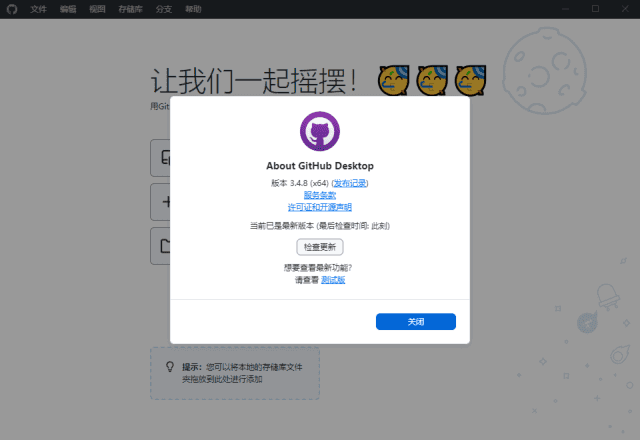 文件 编辑 视图 存储库 分支 帮助
让我们一起摇摆！
用Git
About GitHub Desktop
版本 3.4.8 (x64) (发布记录)
服务条款
许可证和开源声明
当前已是最新版本 (最后检查时间: 此刻)
检查更新
想要查看最新功能?
请查看 测试版
关闭
提示: 您可以将本地的存储库文件
夹拖放到此处进行添加